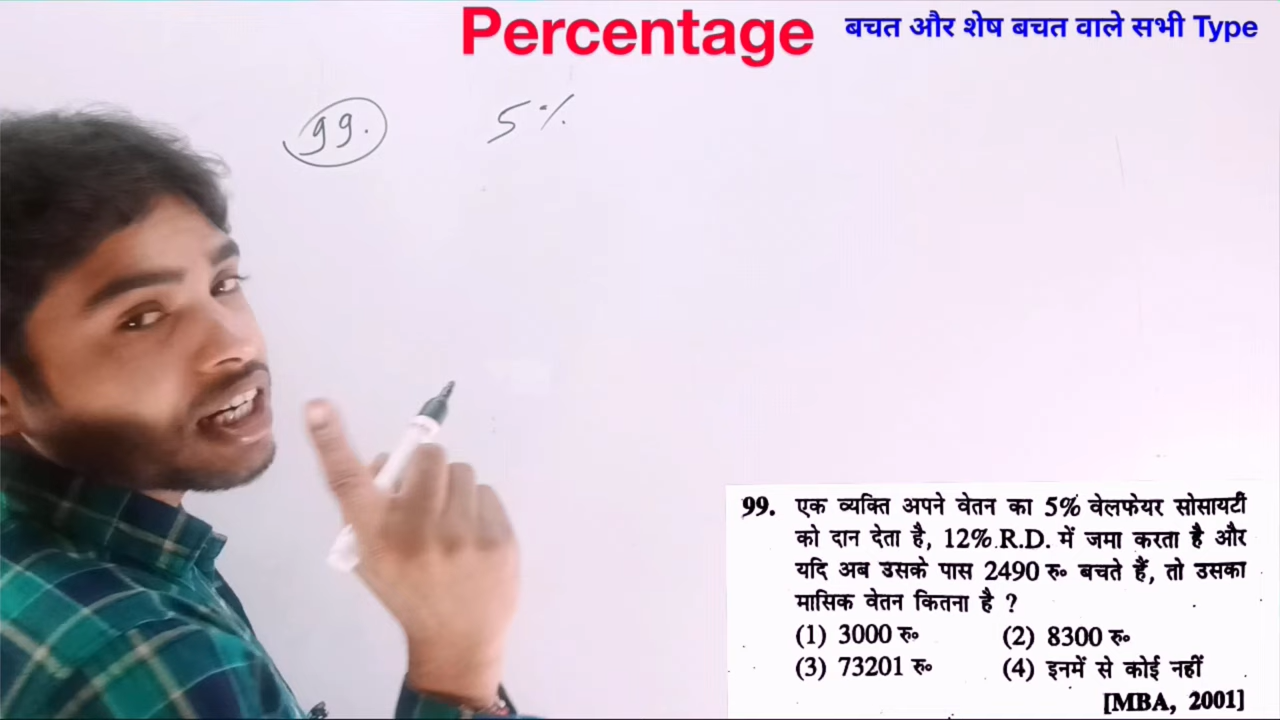 Percentage
बचत और शेष बचत वाले सभी Type
99. 5%
99. एक व्यक्ति अपने वेतन का 5% वेलफेयर सोसायटी
को दान देता है, 12% R.D. में जमा करता है और
यदि अब उसके पास 2490 रु० बचते हैं, तो उसका
मासिक वेतन कितना है ?
(1) 3000 रु० (2) 8300 रु०
(3) 73201 रु० (4) इनमें से कोई नहीं
[MBA, 2001]